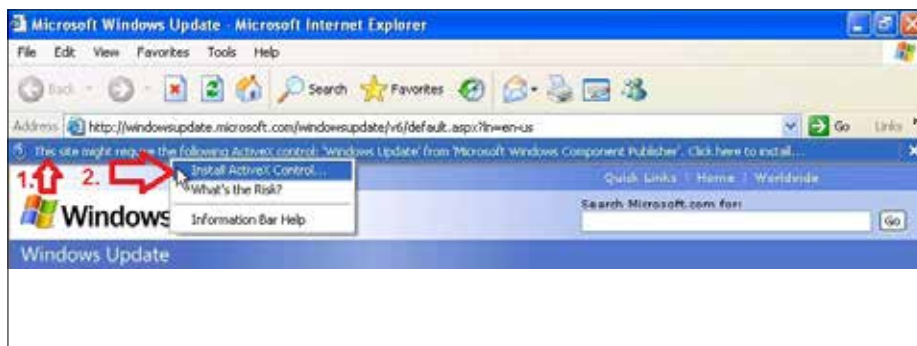 Microsoft Windows Update - Microsoft Internet Explorer
File Edit View Favorites Tools Help
Back Search Favorites
Address http://windowsupdate.microsoft.com/windowsupdate/v6/default.aspx?ln=en-us Go Links
This site might require the following ActiveX control: 'Windows Update' from 'Microsoft Windows Component Publisher'. Click here to install...
1. 2. Install ActiveX Control...
What's the Risk?
Information Bar Help
Quick Links | Home | Worldwide
Windows
Search Microsoft.com for:
Go
Windows Update